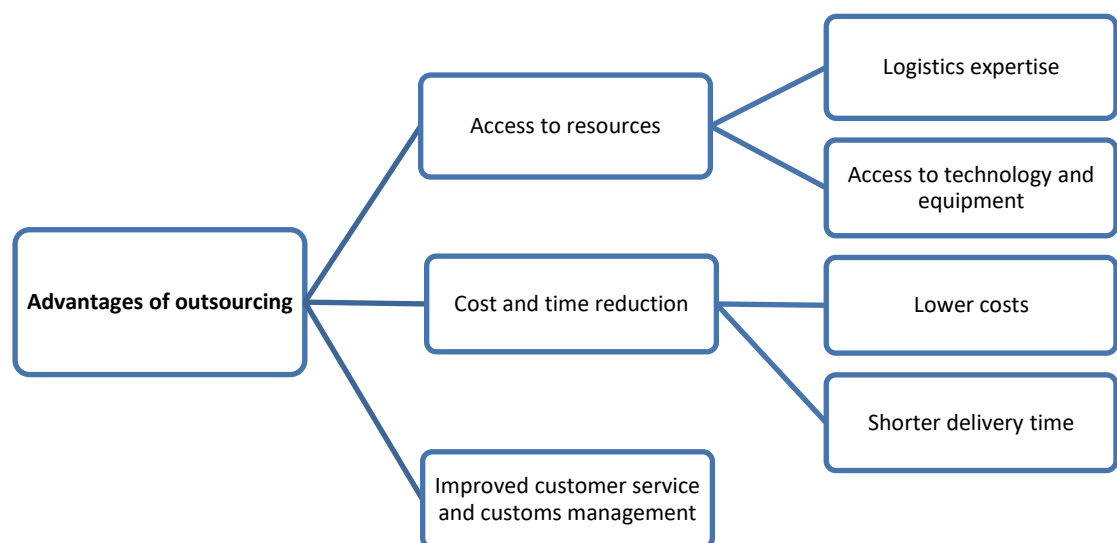 Advantages of outsourcing
Access to resources
Logistics expertise
Access to technology and
equipment
Cost and time reduction
Lower costs
Shorter delivery time
Improved customer service
and customs management